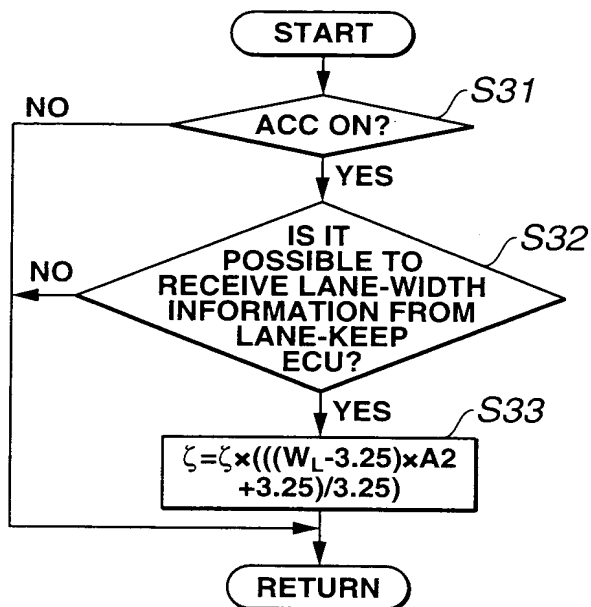 START
S31
NO
ACC ON?
YES
S32
IS IT
POSSIBLE TO
NO
RECEIVE LANE-WIDTH
INFORMATION FROM
LANE-KEEP
ECU?
YES
S33
ζ=ζ×(((W_L-3.25)×A2
+3.25)/3.25)
RETURN